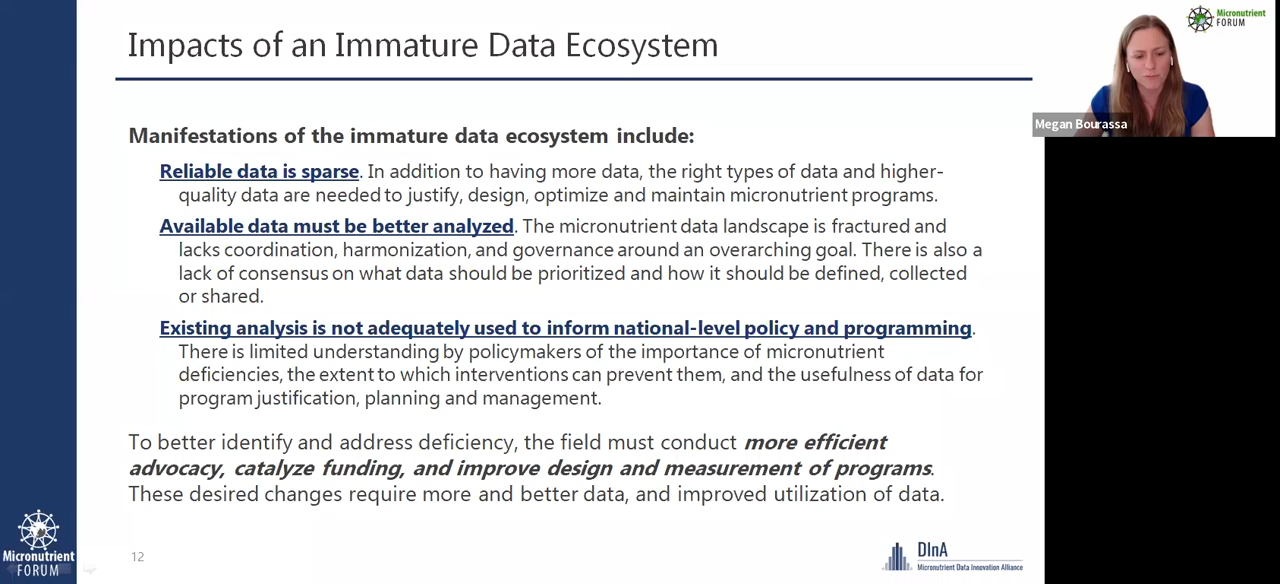 Impacts of an Immature Data Ecosystem
Micronutrient
FORUM
Megan Bourassa
Manifestations of the immature data ecosystem include:
Reliable data is sparse. In addition to having more data, the right types of data and higher-
quality data are needed to justify, design, optimize and maintain micronutrient programs.
Available data must be better analyzed. The micronutrient data landscape is fractured and
lacks coordination, harmonization, and governance around an overarching goal. There is also a
lack of consensus on what data should be prioritized and how it should be defined, collected
or shared.
Existing analysis is not adequately used to inform national-level policy and programming.
There is limited understanding by policymakers of the importance of micronutrient
deficiencies, the extent to which interventions can prevent them, and the usefulness of data for
program justification, planning and management.
To better identify and address deficiency, the field must conduct more efficient
advocacy, catalyze funding, and improve design and measurement of programs.
These desired changes require more and better data, and improved utilization of data.
Micronutrient
FORUM
12
DInA
Micronutrient Data Innovation Alliance